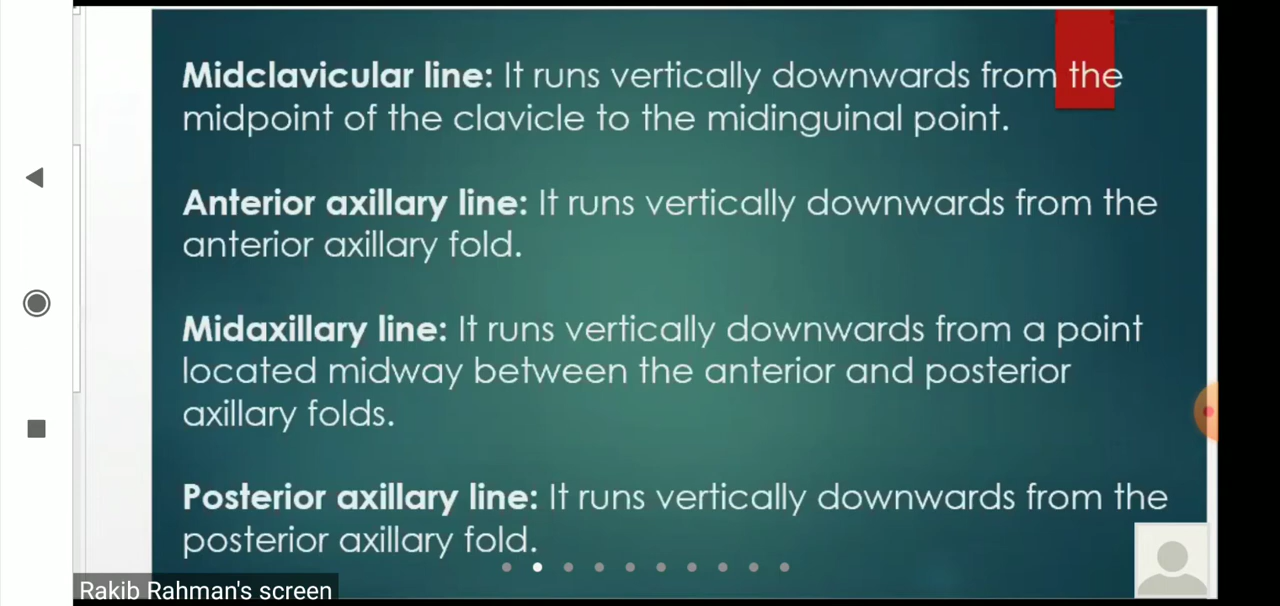 Midclavicular line: It runs vertically downwards from the
midpoint of the clavicle to the midinguinal point.
Anterior axillary line: It runs vertically downwards from the
anterior axillary fold.
Midaxillary line: It runs vertically downwards from a point
located midway between the anterior and posterior
axillary folds.
Posterior axillary line: It runs vertically downwards from the
posterior axillary fold.
Rakib Rahman's screen